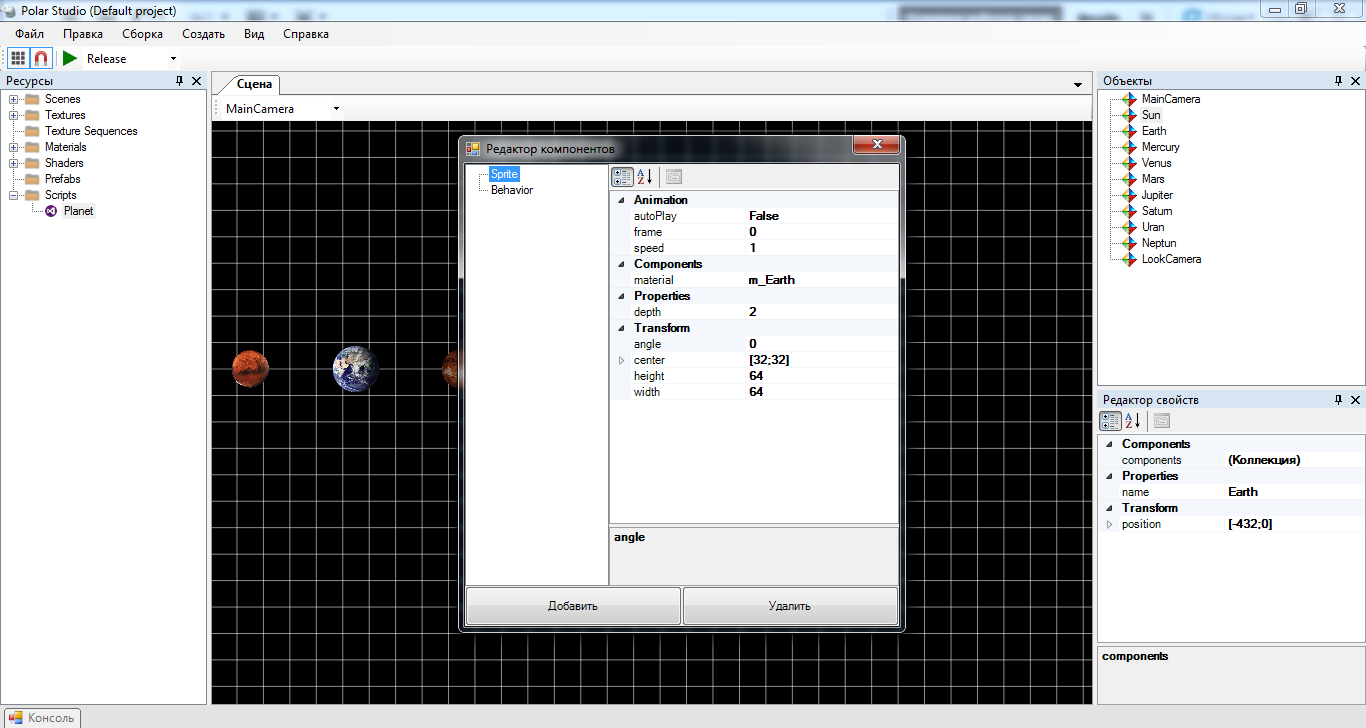 Polar Studio (Default project)
Файл Правка Сборка Создать Вид Справка
Release
Ресурсы
Scenes
Textures
Texture Sequences
Materials
Shaders
Prefabs
Scripts
Planet
Сцена
MainCamera
Редактор компонентов
Sprite
Behavior
Animation
autoPlay False
frame 0
speed 1
Components
material m_Earth
Properties
depth 2
Transform
angle 0
center [32;32]
height 64
width 64
angle
Добавить Удалить
Объекты
MainCamera
Sun
Earth
Mercury
Venus
Mars
Jupiter
Saturn
Uran
Neptun
LookCamera
Редактор свойств
Components
components (Коллекция)
Properties
name Earth
Transform
position [-432;0]
components
Консоль